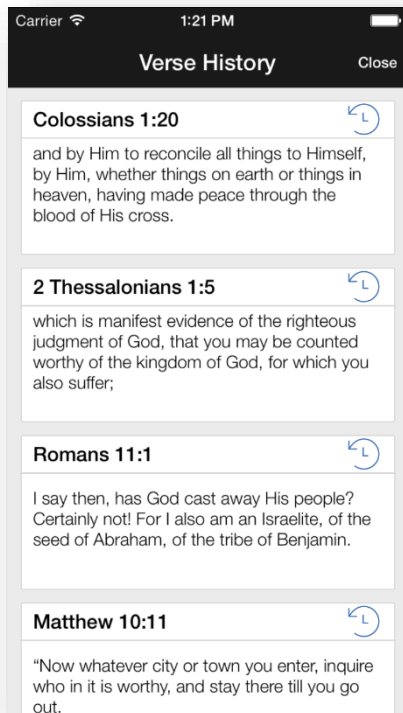 Carrier 1:21 PM
Verse History Close
Colossians 1:20
and by Him to reconcile all things to Himself,
by Him, whether things on earth or things in
heaven, having made peace through the
blood of His cross.
2 Thessalonians 1:5
which is manifest evidence of the righteous
judgment of God, that you may be counted
worthy of the kingdom of God, for which you
also suffer;
Romans 11:1
I say then, has God cast away His people?
Certainly not! For I also am an Israelite, of the
seed of Abraham, of the tribe of Benjamin.
Matthew 10:11
“Now whatever city or town you enter, inquire
who in it is worthy, and stay there till you go
out.